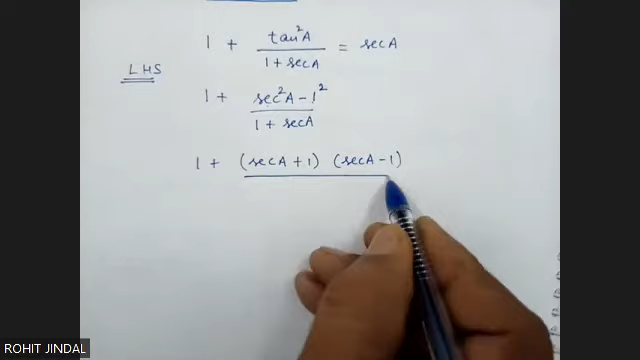 1 + tan²A / 1 + secA = secA
LHS
1 + sec²A - 1² / 1 + secA
1 + (secA + 1) (secA - 1)
ROHIT JINDAL